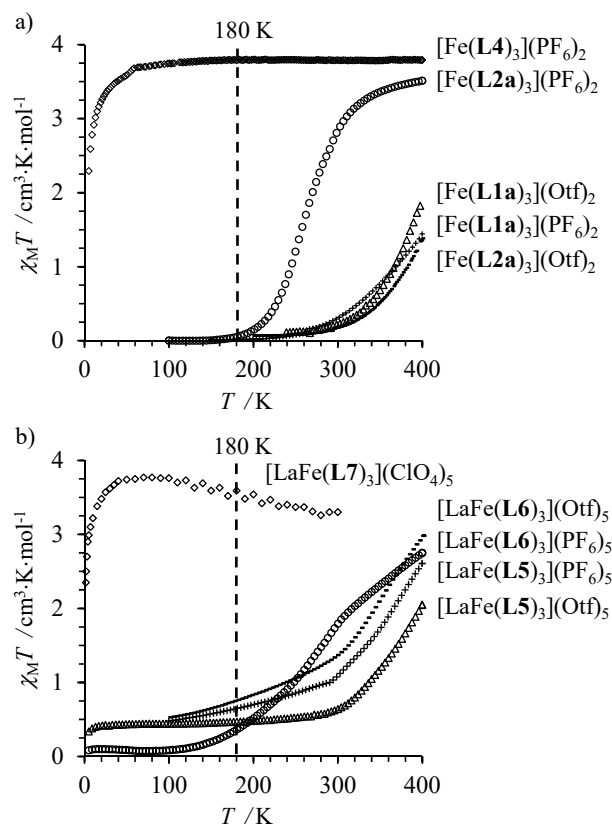 a)
180 K
4
3
2
1
0
χ_M T / cm³·K·mol⁻¹
[Fe(L4)₃](PF₆)₂
[Fe(L2a)₃](PF₆)₂
[Fe(L1a)₃](Otf)₂
[Fe(L1a)₃](PF₆)₂
[Fe(L2a)₃](Otf)₂
0 100 200 300 400
T / K
b)
180 K
4
3
2
1
0
χ_M T / cm³·K·mol⁻¹
[LaFe(L7)₃](ClO₄)₅
[LaFe(L6)₃](Otf)₅
[LaFe(L6)₃](PF₆)₅
[LaFe(L5)₃](PF₆)₅
[LaFe(L5)₃](Otf)₅
0 100 200 300 400
T / K